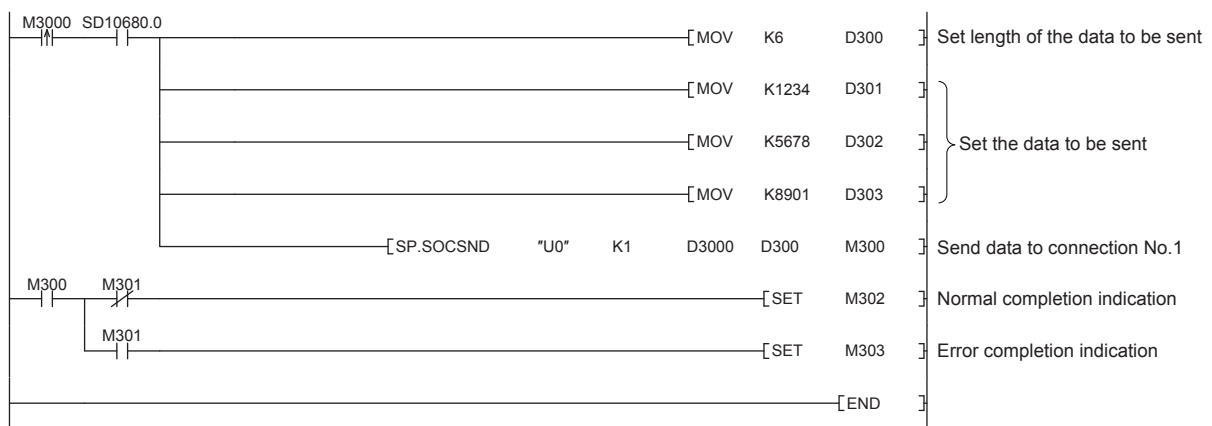 M3000 SD10680.0
MOV K6 D300 Set length of the data to be sent
MOV K1234 D301
MOV K5678 D302 Set the data to be sent
MOV K8901 D303
SP.SOCSND "U0" K1 D3000 D300 M300 Send data to connection No.1
M300 M301
SET M302 Normal completion indication
M301
SET M303 Error completion indication
END